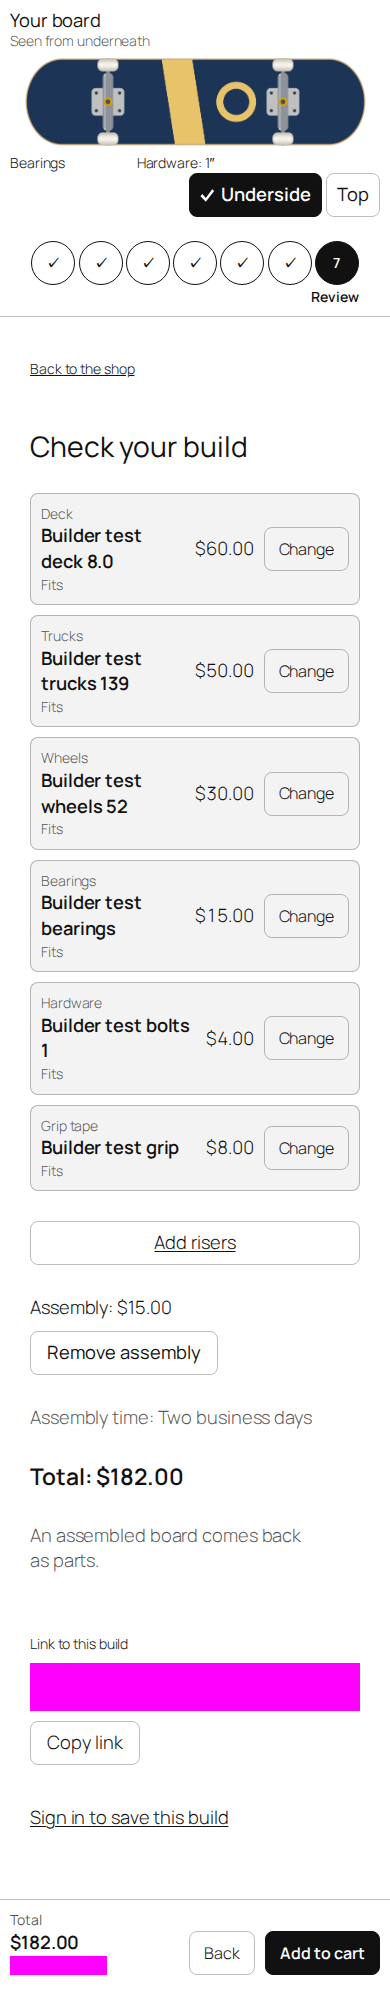 Your board
Seen from underneath
Bearings
Hardware: 1″
✓ Underside
Top
✓ ✓ ✓ ✓ ✓ ✓ 7
Review
Back to the shop
Check your build
Deck
Builder test
deck 8.0
Fits
$60.00
Change
Trucks
Builder test
trucks 139
Fits
$50.00
Change
Wheels
Builder test
wheels 52
Fits
$30.00
Change
Bearings
Builder test
bearings
Fits
$15.00
Change
Hardware
Builder test bolts
1
Fits
$4.00
Change
Grip tape
Builder test grip
Fits
$8.00
Change
Add risers
Assembly: $15.00
Remove assembly
Assembly time: Two business days
Total: $182.00
An assembled board comes back
as parts.
Link to this build
Copy link
Sign in to save this build
Total
$182.00
Back
Add to cart